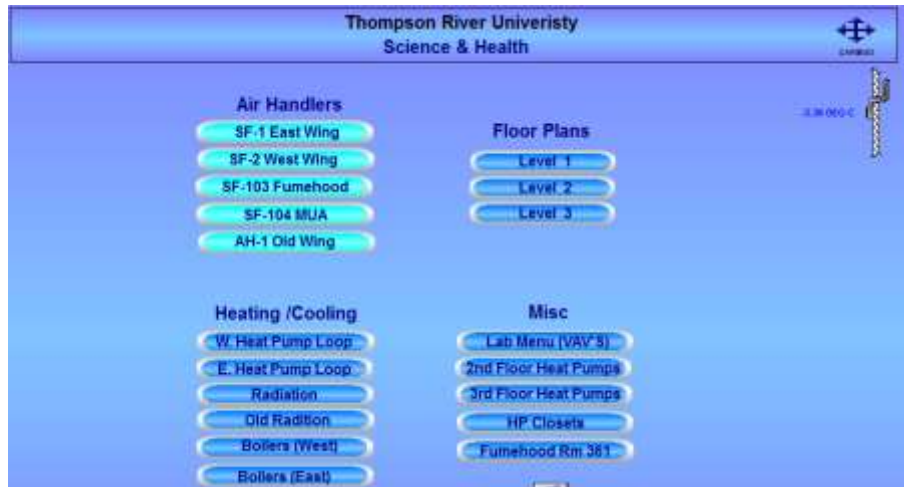 Thompson River Univeristy
Science & Health
Air Handlers
SF-1 East Wing
SF-2 West Wing
SF-103 Fumehood
SF-104 MUA
AH-1 Old Wing
Floor Plans
Level 1
Level 2
Level 3
Heating /Cooling
W. Heat Pump Loop
E. Heat Pump Loop
Radiation
Old Radition
Boilers (West)
Boilers (East)
Misc
Lab Menu (VAV'S)
2nd Floor Heat Pumps
3rd Floor Heat Pumps
HP Closets
Fumehood Rm 361